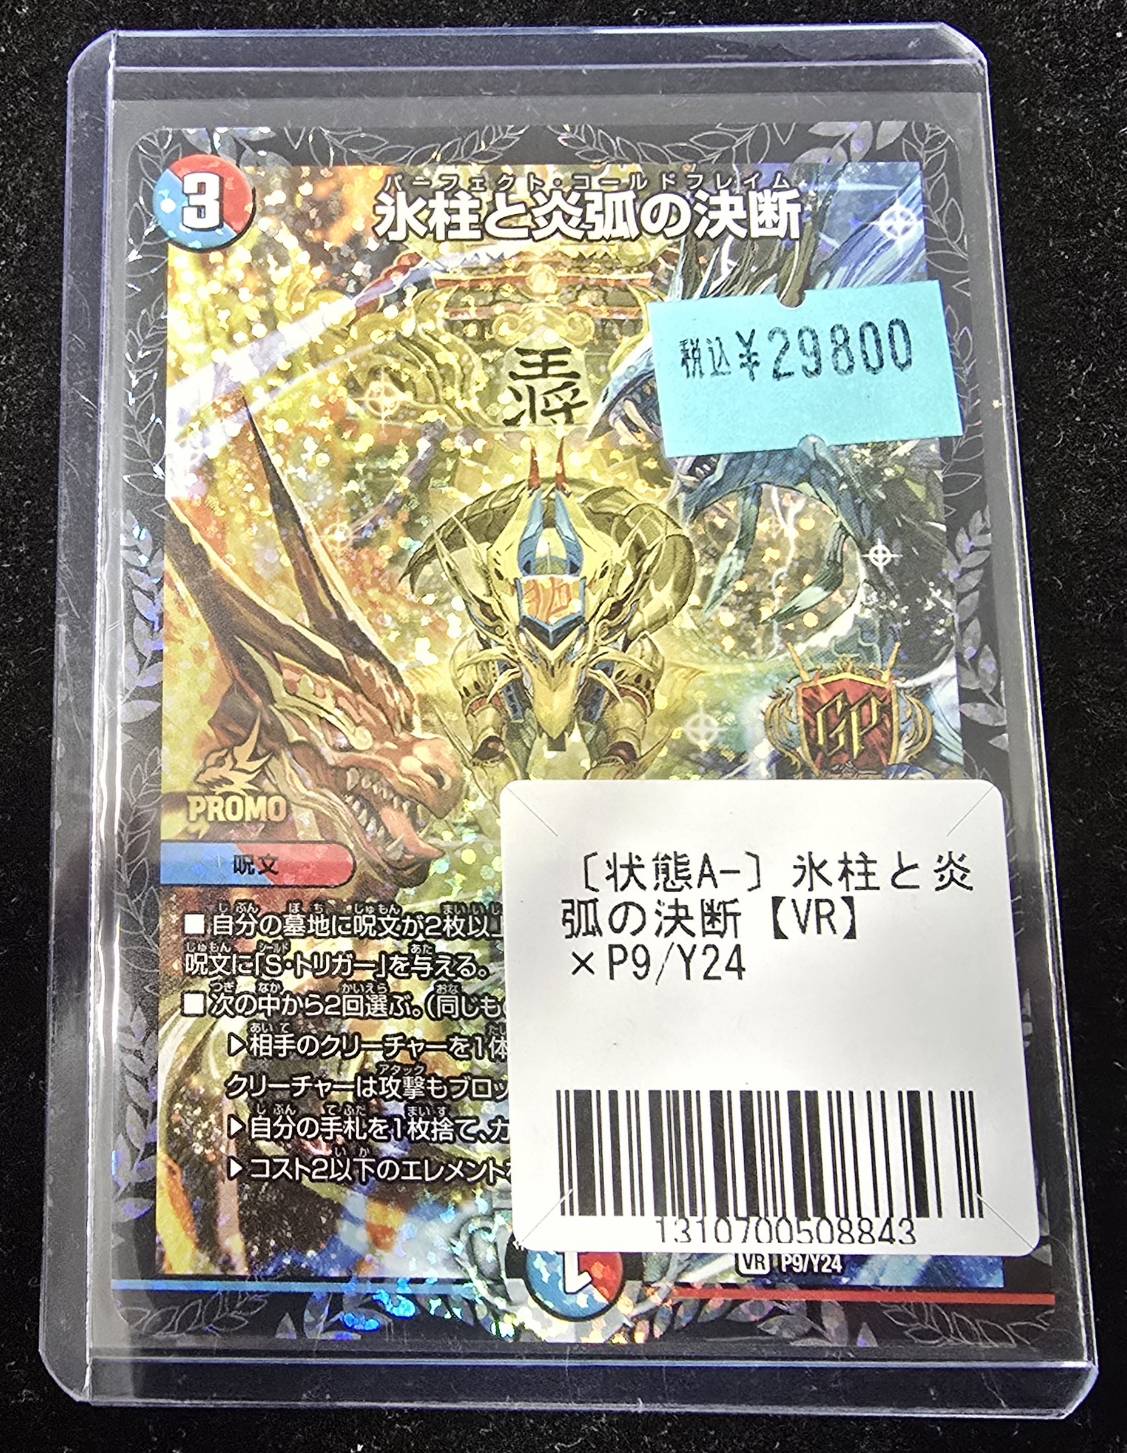 3
パーフェクト・コールドフレイム
氷柱と炎弧の決断
税込¥29800
王将
GP
PROMO
呪文
■自分の墓地に呪文が2枚以上
呪文に「S・トリガー」を与える。
■次の中から2回選ぶ。(同じも
▶相手のクリーチャーを1体
クリーチャーは攻撃もブロッ
▶自分の手札を1枚捨て、カ
▶コスト2以下のエレメント
〔状態A-〕 氷柱と炎
弧の決断【VR】
×P9/Y24
1310700508843
1
VR P9/Y24